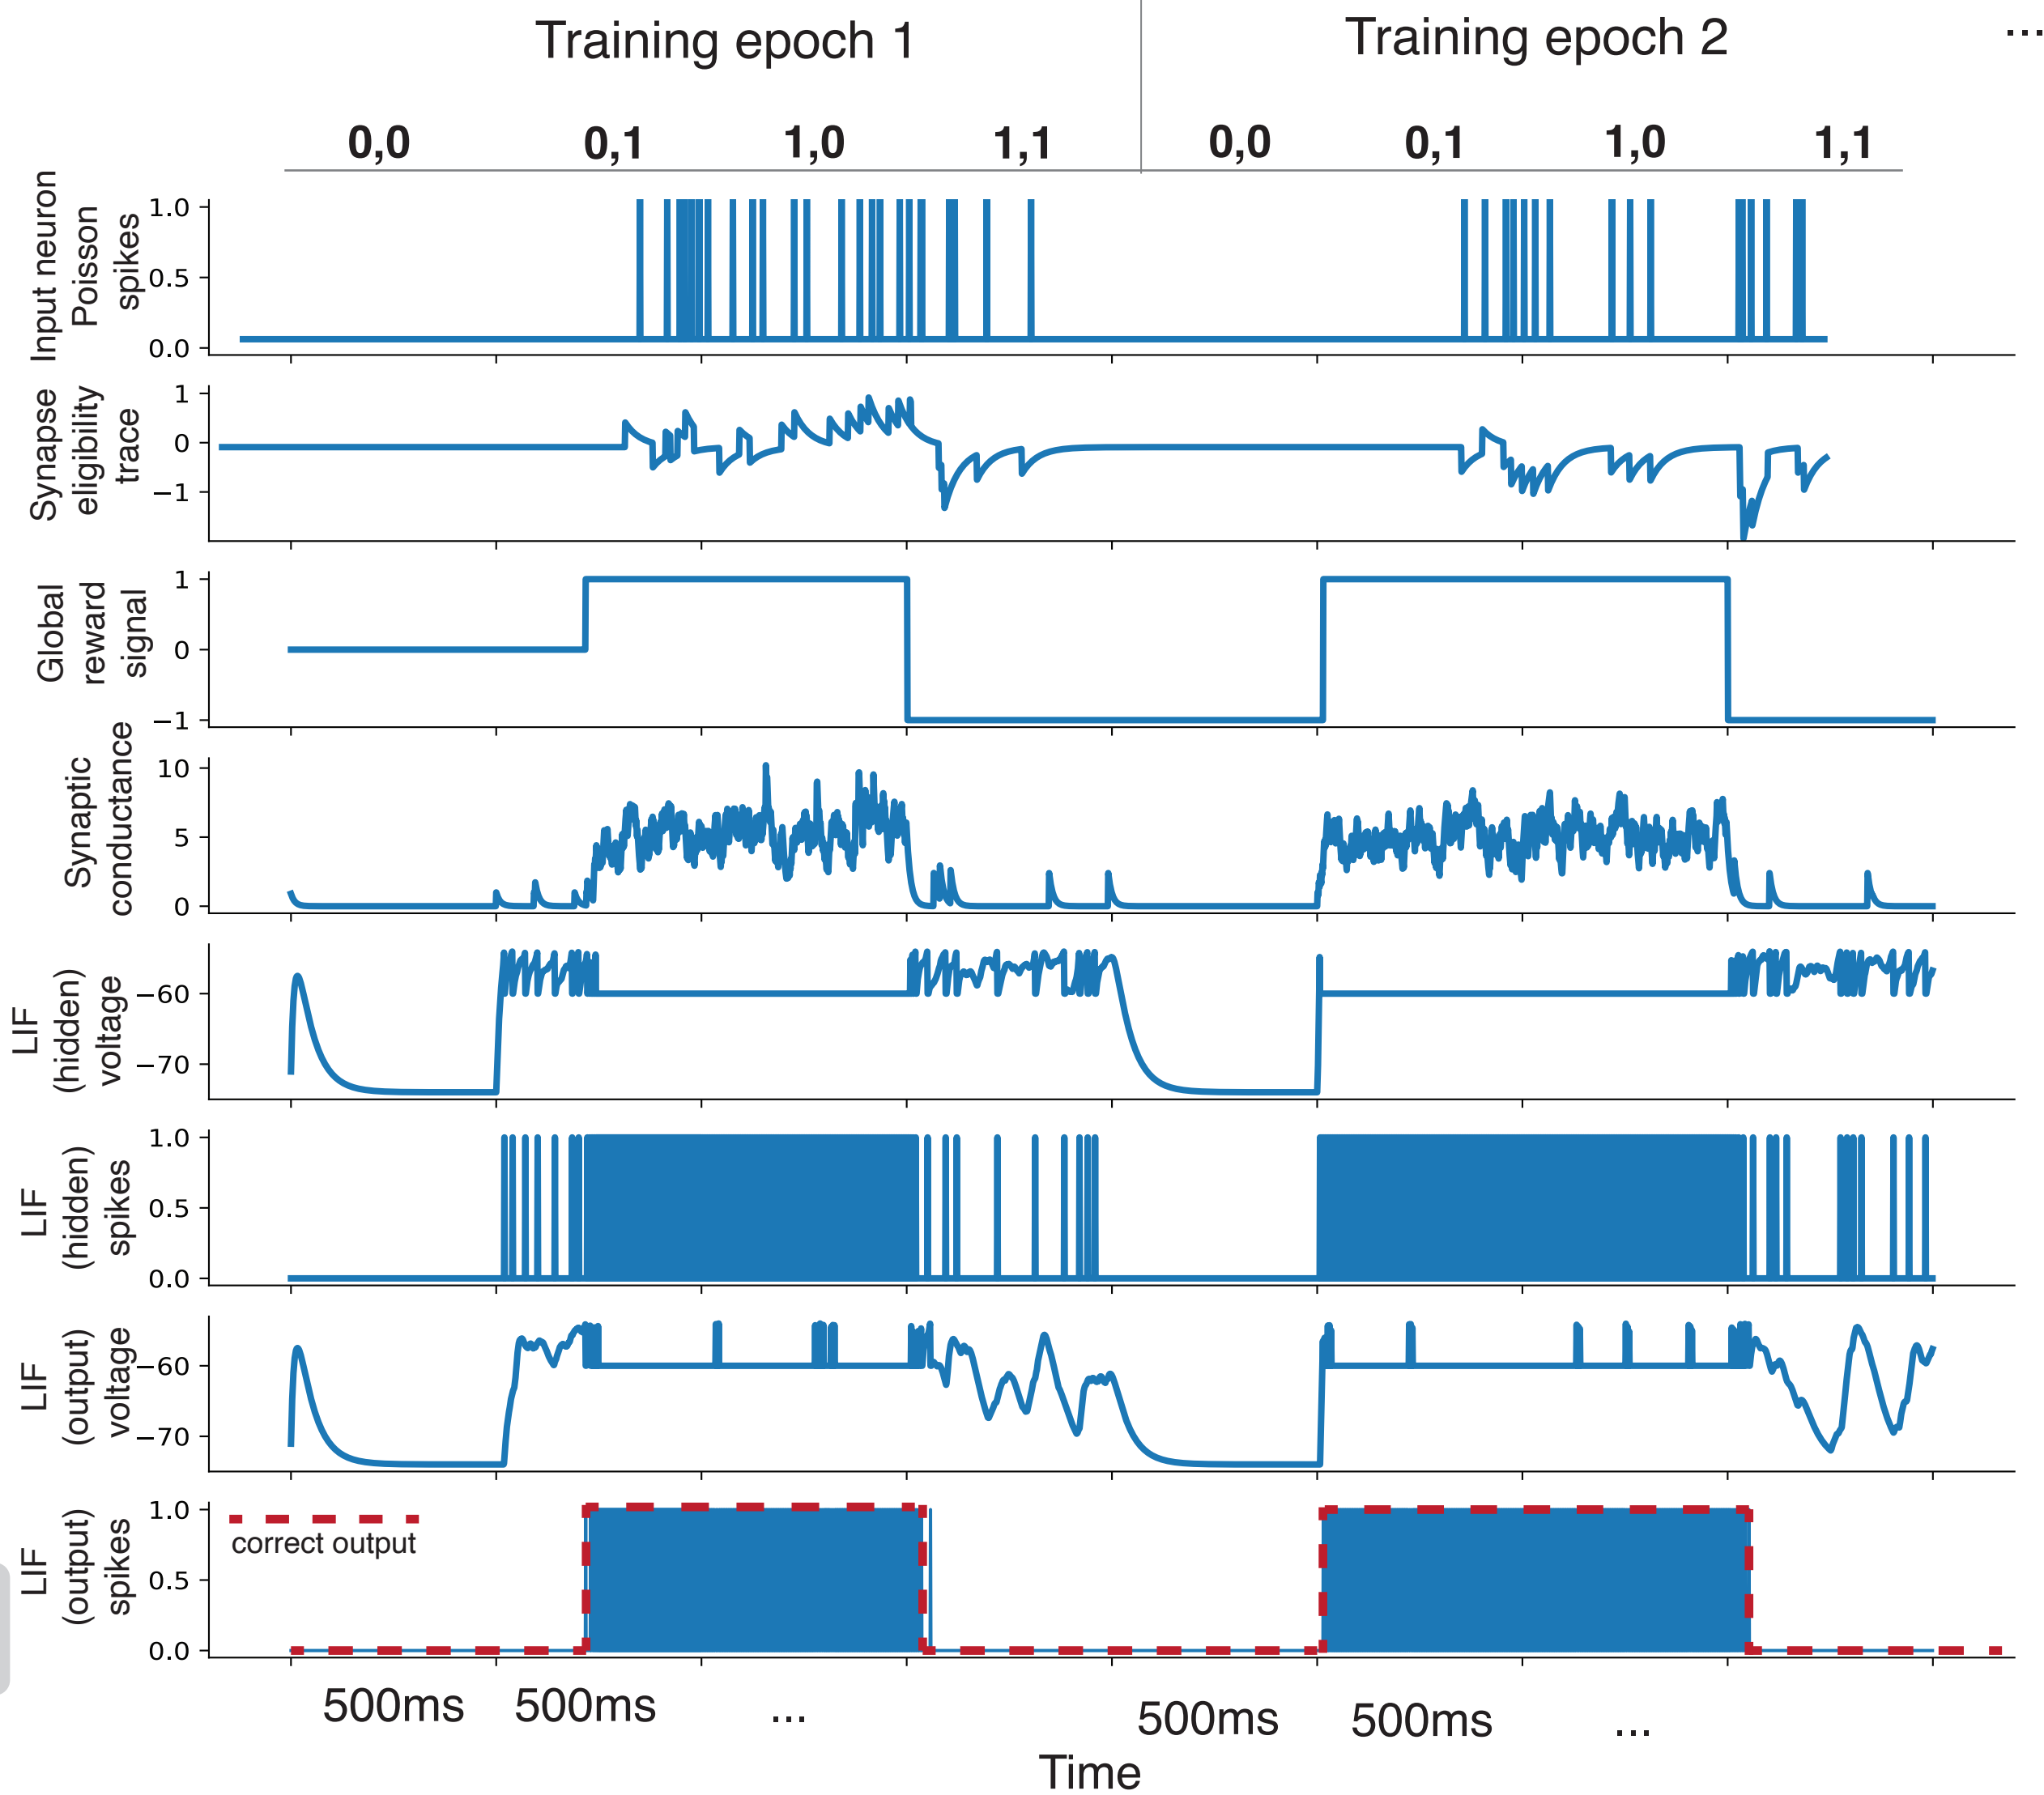 Training epoch 1
Training epoch 2
...
0,0 0,1 1,0 1,1 0,0 0,1 1,0 1,1
Input neuron
Poisson
spikes
1.0
0.5
0.0
Synapse
eligibility
trace
1
0
−1
Global
reward
signal
1
0
−1
Synaptic
conductance
10
5
0
LIF
(hidden)
voltage
−60
−70
LIF
(hidden)
spikes
1.0
0.5
0.0
LIF
(output)
voltage
−60
−70
LIF
(output)
spikes
1.0
0.5
0.0
correct output
500ms 500ms ... 500ms 500ms ...
Time